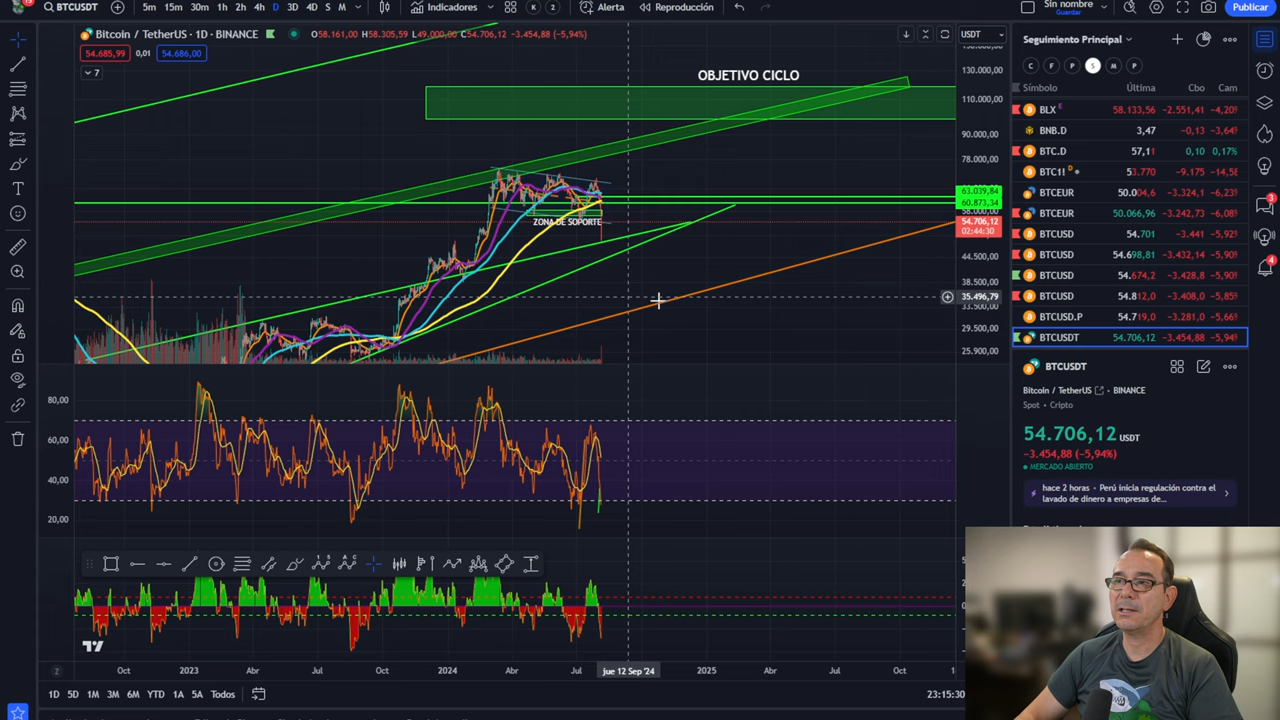 BTCUSDT
5m 15m 30m 1h 2h 4h D 3D 4D S M
Indicadores
K 2
Alerta
Reproducción
Sin nombre
Guardar
Publicar
Bitcoin / TetherUS · 1D · BINANCE
O58.161,00 H58.305,59 L49.000,00 C54.706,12 -3.454,88 (-5,94%)
USDT
54.685,99 0,01 54.686,00
7
OBJETIVO CICLO
ZONA DE SOPORTE
130.000,00
110.000,00
90.000,00
78.000,00
63.039,84
60.873,34
54.706,12
02:44:30
44.500,00
38.500,00
35.496,79
29.500,00
25.900,00
80,00
60,00
40,00
20,00
Oct 2023 Abr Jul Oct 2024 Abr Jul jue 12 Sep '24 2025 Abr Jul Oct
1D 5D 1M 3M 6M YTD 1A 5A Todos
23:15:30
Seguimiento Principal
C F P S M P
Símbolo Última Cbo Cam
BLX E 58.133,56 -2.551,41 -4,20%
BNB.D 3,47 -0,13 -3,64%
BTC.D 57,11 0,10 0,17%
BTC1! D 53.770 -9.175 -14,58
BTCEUR 50.004,6 -3.324,1 -6,23%
BTCEUR 50.066,96 -3.242,73 -6,08%
BTCUSD 54.701 -3.441 -5,92%
BTCUSD 54.698,81 -3.432,14 -5,90%
BTCUSD 54.674,2 -3.428,8 -5,90%
BTCUSD 54.812,0 -3.408,0 -5,85%
BTCUSD.P 54.719,0 -3.281,0 -5,66%
BTCUSDT 54.706,12 -3.454,88 -5,94%
BTCUSDT
Bitcoin / TetherUS · BINANCE
Spot · Cripto
54.706,12 USDT
-3.454,88 (-5,94%)
MERCADO ABIERTO
hace 2 horas · Perú inicia regulación contra el
lavado de dinero a empresas de...
3
4